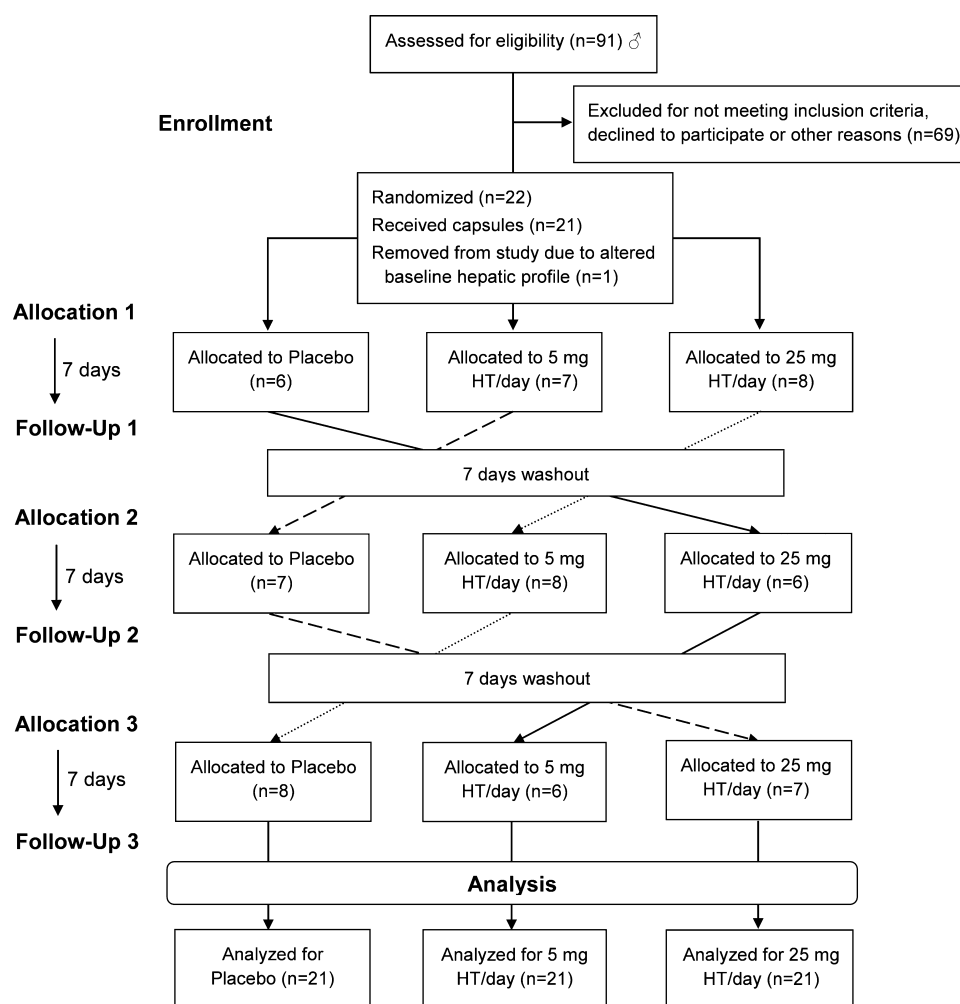 Assessed for eligibility (n=91) ♂
Enrollment
Excluded for not meeting inclusion criteria,
declined to participate or other reasons (n=69)
Randomized (n=22)
Received capsules (n=21)
Removed from study due to altered
baseline hepatic profile (n=1)
Allocation 1
7 days
Follow-Up 1
Allocated to Placebo
(n=6)
Allocated to 5 mg
HT/day (n=7)
Allocated to 25 mg
HT/day (n=8)
7 days washout
Allocation 2
7 days
Follow-Up 2
Allocated to Placebo
(n=7)
Allocated to 5 mg
HT/day (n=8)
Allocated to 25 mg
HT/day (n=6)
7 days washout
Allocation 3
7 days
Follow-Up 3
Allocated to Placebo
(n=8)
Allocated to 5 mg
HT/day (n=6)
Allocated to 25 mg
HT/day (n=7)
Analysis
Analyzed for
Placebo (n=21)
Analyzed for 5 mg
HT/day (n=21)
Analyzed for 25 mg
HT/day (n=21)